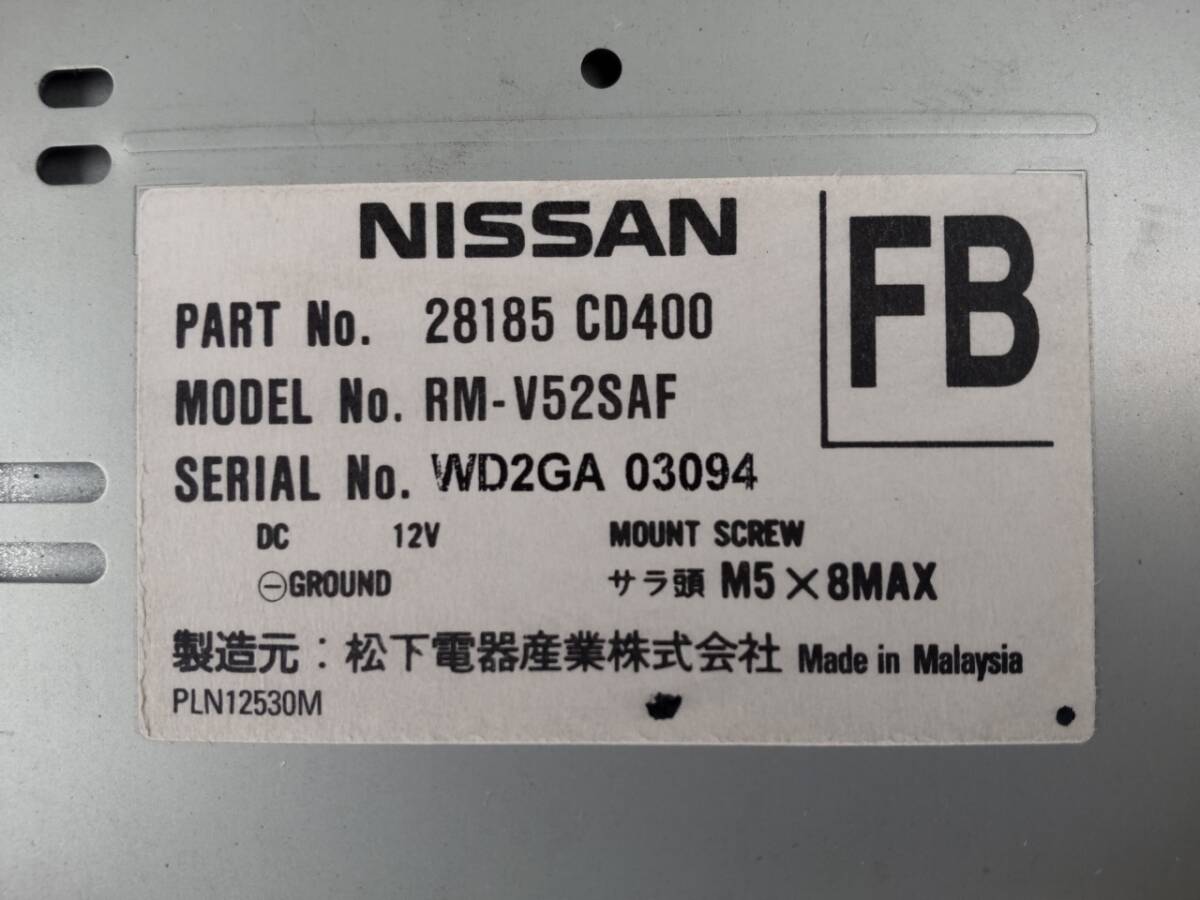 NISSAN
FB
PART No. 28185 CD400
MODEL No. RM-V52SAF
SERIAL No. WD2GA 03094
DC 12V MOUNT SCREW
⊖GROUND サラ頭 M5×8MAX
製造元:松下電器産業株式会社 Made in Malaysia
PLN12530M